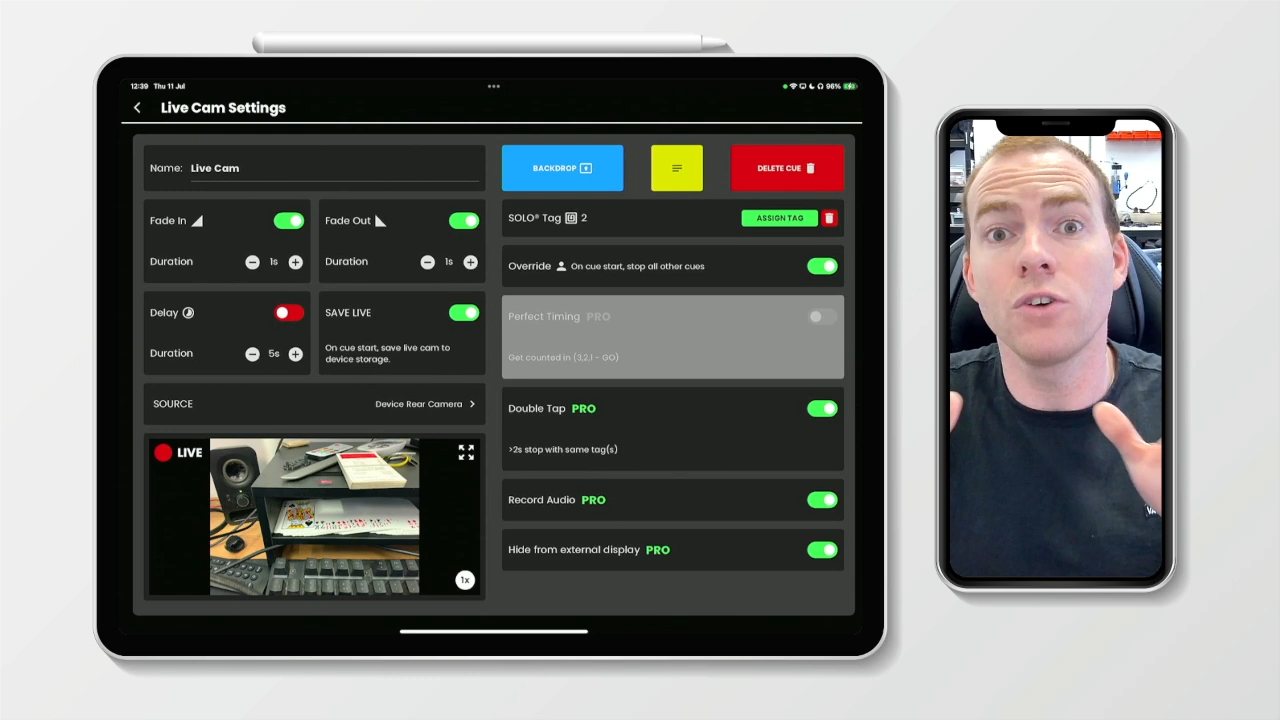 12:39 Thu 11 Jul
96%
Live Cam Settings
Name: Live Cam
BACKDROP
DELETE CUE
Fade In
Duration
1s
Fade Out
Duration
1s
SOLO® Tag 2
ASSIGN TAG
Override On cue start, stop all other cues
Delay
Duration
5s
SAVE LIVE
On cue start, save live cam to
device storage.
Perfect Timing PRO
Get counted in (3,2,1 - GO)
SOURCE
Device Rear Camera
Double Tap PRO
>2s stop with same tag(s)
LIVE
1x
Record Audio PRO
Hide from external display PRO